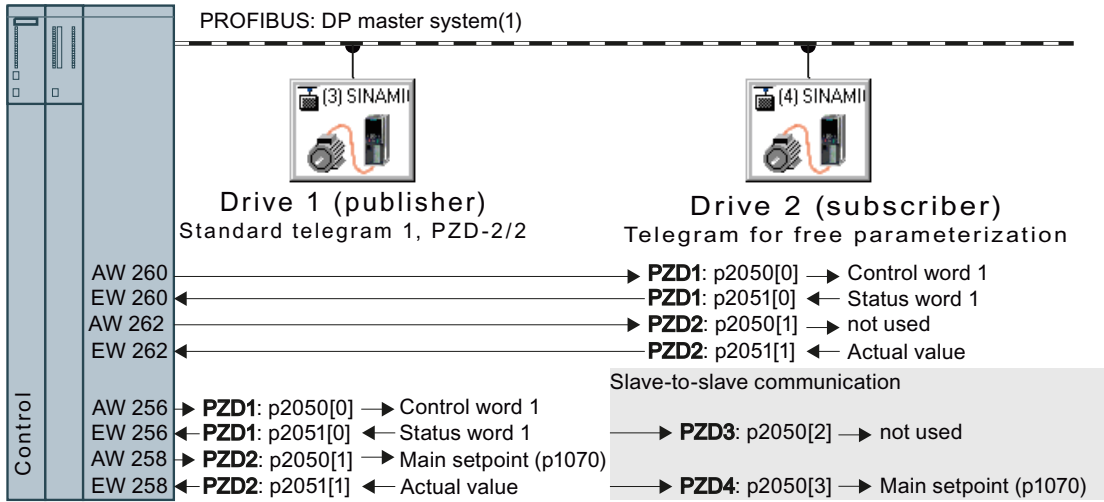 PROFIBUS: DP master system(1)
(3) SINAMI
(4) SINAMI
Drive 1 (publisher)
Standard telegram 1, PZD-2/2
Drive 2 (subscriber)
Telegram for free parameterization
AW 260 PZD1: p2050[0] Control word 1
EW 260 PZD1: p2051[0] Status word 1
AW 262 PZD2: p2050[1] not used
EW 262 PZD2: p2051[1] Actual value
Slave-to-slave communication
AW 256 PZD1: p2050[0] Control word 1
EW 256 PZD1: p2051[0] Status word 1 PZD3: p2050[2] not used
AW 258 PZD2: p2050[1] Main setpoint (p1070)
EW 258 PZD2: p2051[1] Actual value PZD4: p2050[3] Main setpoint (p1070)
Control